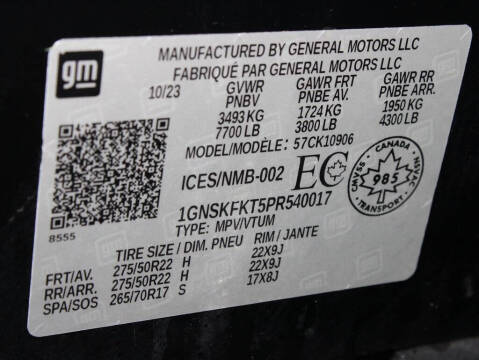 gm
MANUFACTURED BY GENERAL MOTORS LLC
FABRIQUÉ PAR GENERAL MOTORS LLC
10/23 GVWR GAWR FRT GAWR RR
PNBV PNBE AV. PNBE ARR.
3493 KG 1724 KG 1950 KG
7700 LB 3800 LB 4300 LB
MODEL/MODÈLE: 57CK10906
ICES/NMB-002 EC
CANADA
985
CMVSS - NSVAC
TRANSPORT
1GNSKFKT5PR540017
TYPE: MPV/VTUM
8555
TIRE SIZE / DIM. PNEU RIM / JANTE
FRT/AV. 275/50R22 H 22X9J
RR/ARR. 275/50R22 H 22X9J
SPA/SOS 265/70R17 S 17X8J